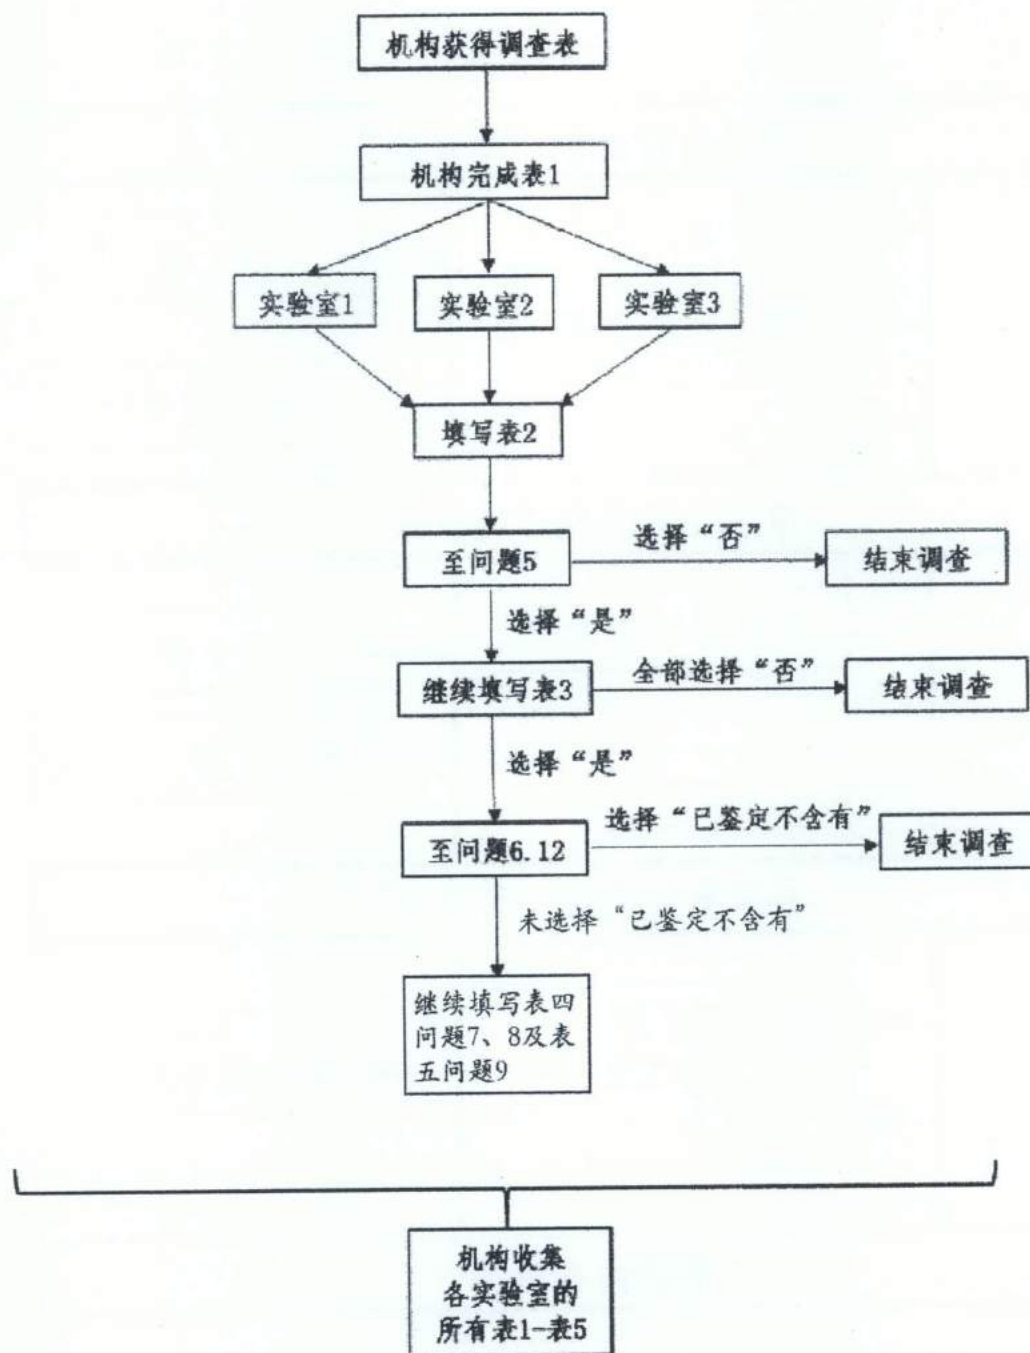 机构获得调查表
机构完成表1
实验室1
实验室2
实验室3
填写表2
至问题5
选择“否”
结束调查
选择“是”
继续填写表3
全部选择“否”
结束调查
选择“是”
至问题6.12
选择“已鉴定不含有”
结束调查
未选择“已鉴定不含有”
继续填写表四
问题7、8及表
五问题9
机构收集
各实验室的
所有表1-表5